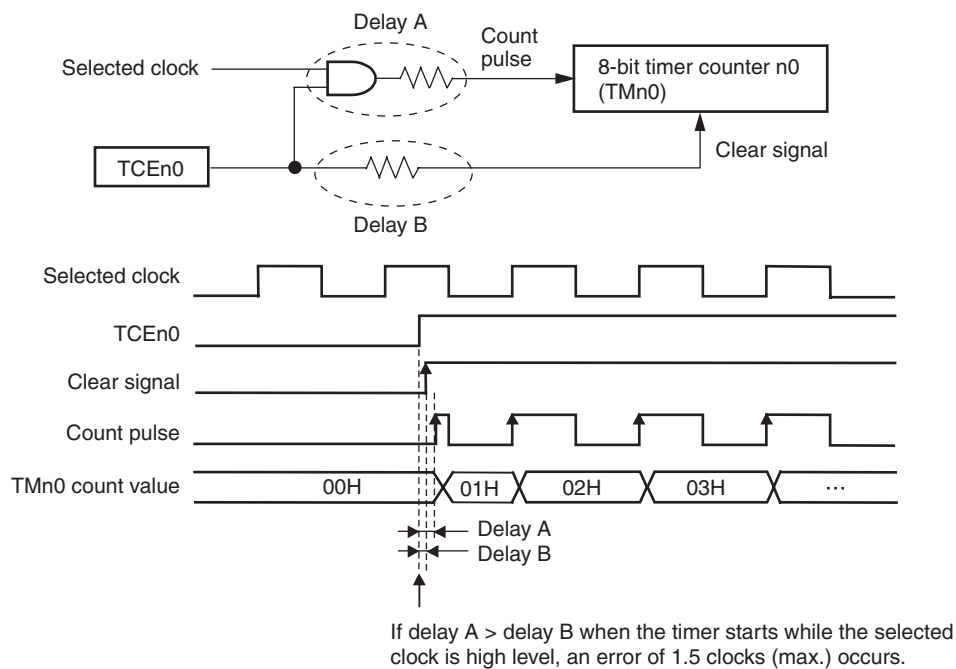 Delay A
Count
pulse
Selected clock
8-bit timer counter n0
(TMn0)
Clear signal
TCEn0
Delay B
Selected clock
TCEn0
Clear signal
Count pulse
TMn0 count value
00H
01H
02H
03H
...
Delay A
Delay B
If delay A > delay B when the timer starts while the selected
clock is high level, an error of 1.5 clocks (max.) occurs.